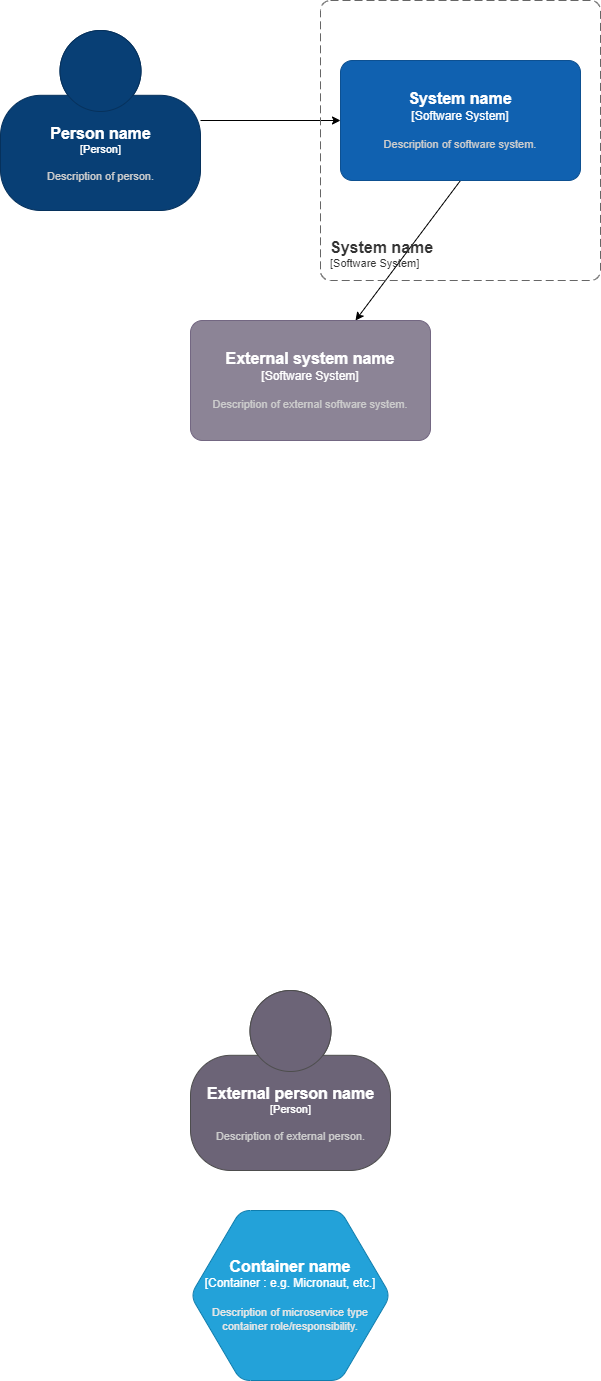 Person name
[Person]
Description of person.
System name
[Software System]
Description of software system.
System name
[Software System]
External system name
[Software System]
Description of external software system.
External person name
[Person]
Description of external person.
Container name
[Container : e.g. Micronaut, etc.]
Description of microservice type
container role/responsibility.